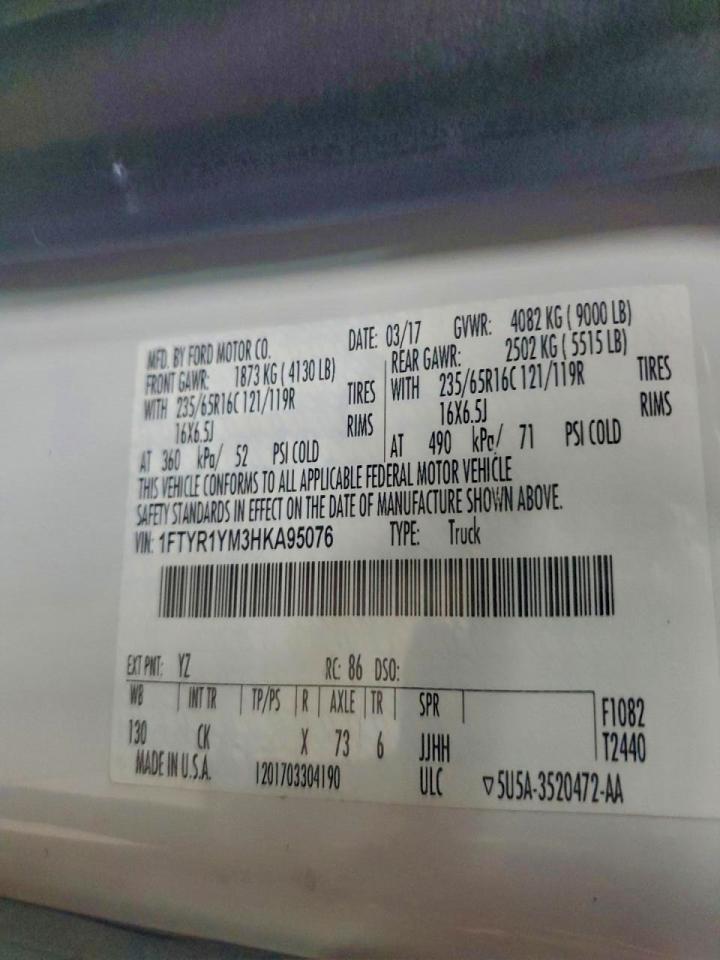 MFD. BY FORD MOTOR CO. DATE: 03/17 GVWR: 4082 KG ( 9000 LB)
FRONT GAWR: 1873 KG ( 4130 LB) REAR GAWR: 2502 KG ( 5515 LB)
WITH 235/65R16C 121/119R TIRES WITH 235/65R16C 121/119R TIRES
16X6.5J RIMS 16X6.5J RIMS
AT 360 kPa/ 52 PSI COLD AT 490 kPa/ 71 PSI COLD
THIS VEHICLE CONFORMS TO ALL APPLICABLE FEDERAL MOTOR VEHICLE
SAFETY STANDARDS IN EFFECT ON THE DATE OF MANUFACTURE SHOWN ABOVE.
VIN: 1FTYR1YM3HKA95076 TYPE: Truck
EXT PNT: YZ RC: 86 DSO:
WB INT TR TP/PS R AXLE TR SPR F1082
130 CK X 73 6 JJHH T2440
MADE IN U.S.A. 1201703304190 ULC ▽5U5A-3520472-AA